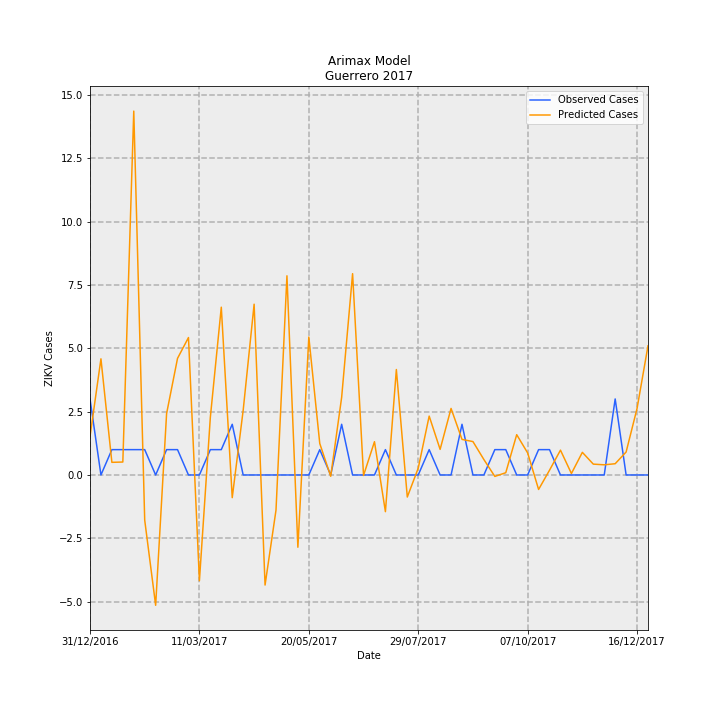 Arimax Model
Guerrero 2017
Observed Cases
Predicted Cases
15.0
12.5
10.0
7.5
5.0
2.5
0.0
−2.5
−5.0
ZIKV Cases
31/12/2016 11/03/2017 20/05/2017 29/07/2017 07/10/2017 16/12/2017
Date